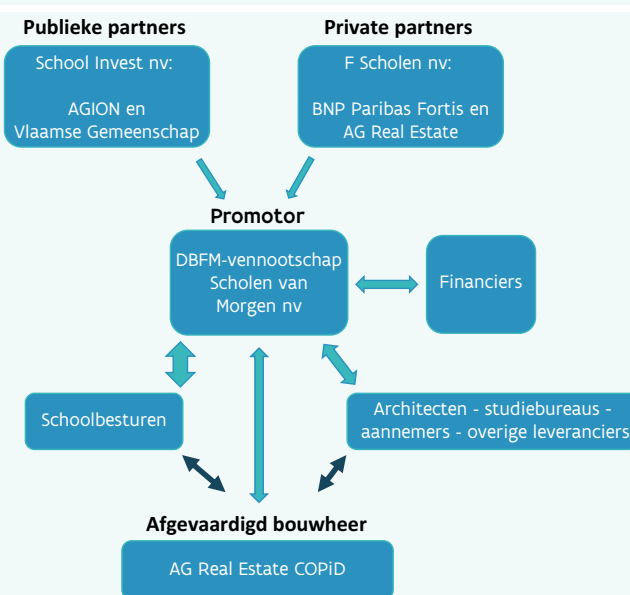 Publieke partners
School Invest nv:
AGION en
Vlaamse Gemeenschap
Private partners
F Scholen nv:
BNP Paribas Fortis en
AG Real Estate
Promotor
DBFM-vennootschap
Scholen van
Morgen nv
Financiers
Schoolbesturen
Architecten - studiebureaus -
aannemers - overige leveranciers
Afgevaardigd bouwheer
AG Real Estate COPiD